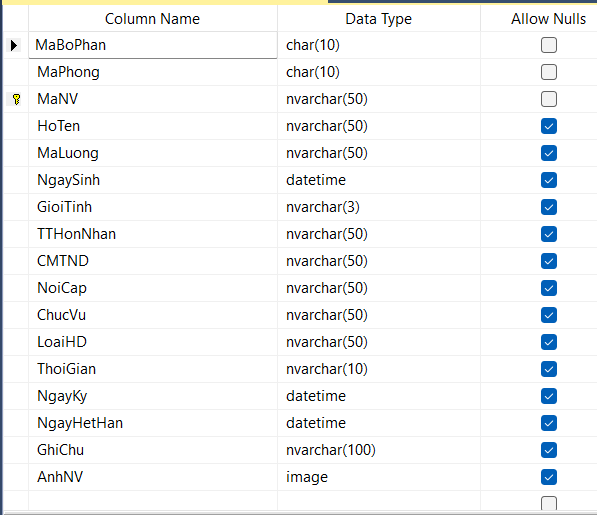 Column Name Data Type Allow Nulls
MaBoPhan char(10)
MaPhong char(10)
MaNV nvarchar(50)
HoTen nvarchar(50)
MaLuong nvarchar(50)
NgaySinh datetime
GioiTinh nvarchar(3)
TTHonNhan nvarchar(50)
CMTND nvarchar(50)
NoiCap nvarchar(50)
ChucVu nvarchar(50)
LoaiHD nvarchar(50)
ThoiGian nvarchar(10)
NgayKy datetime
NgayHetHan datetime
GhiChu nvarchar(100)
AnhNV image